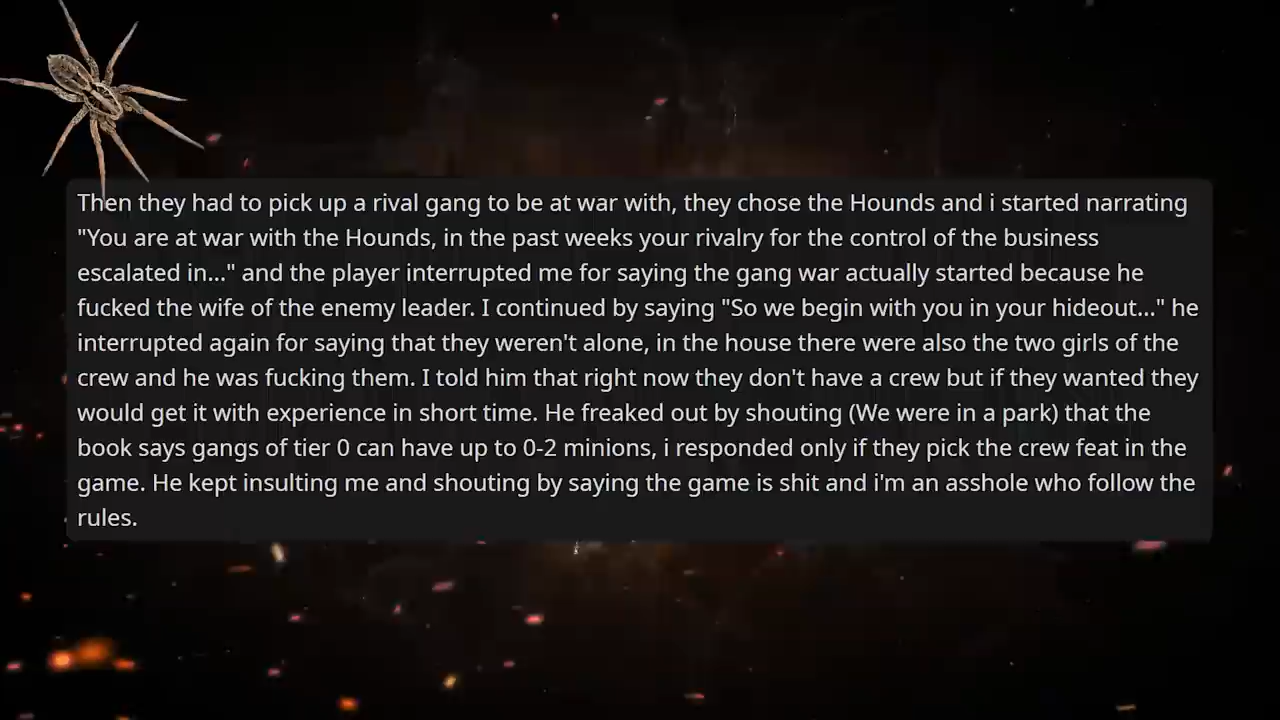 Then they had to pick up a rival gang to be at war with, they chose the Hounds and i started narrating
"You are at war with the Hounds, in the past weeks your rivalry for the control of the business
escalated in..." and the player interrupted me for saying the gang war actually started because he
fucked the wife of the enemy leader. I continued by saying "So we begin with you in your hideout..." he
interrupted again for saying that they weren't alone, in the house there were also the two girls of the
crew and he was fucking them. I told him that right now they don't have a crew but if they wanted they
would get it with experience in short time. He freaked out by shouting (We were in a park) that the
book says gangs of tier 0 can have up to 0-2 minions, i responded only if they pick the crew feat in the
game. He kept insulting me and shouting by saying the game is shit and i'm an asshole who follow the
rules.